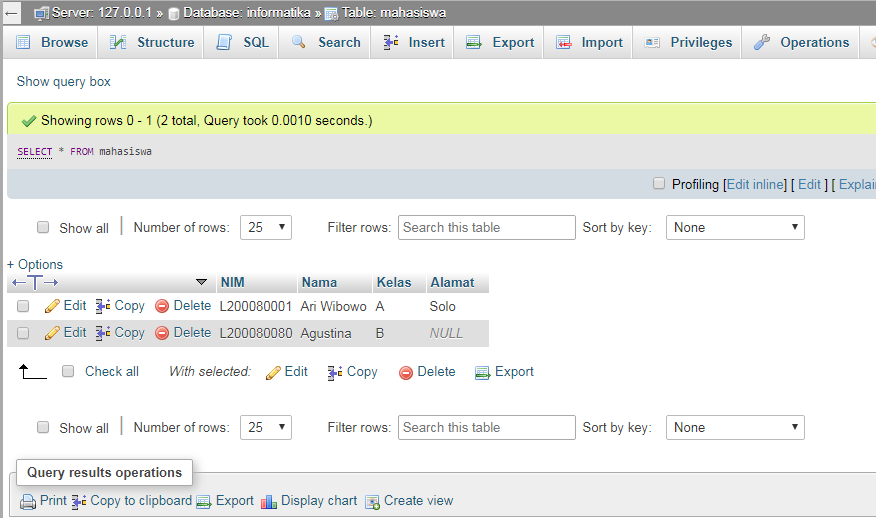 Server: 127.0.0.1 » Database: informatika » Table: mahasiswa
Browse Structure SQL Search Insert Export Import Privileges Operations
Show query box
Showing rows 0 - 1 (2 total, Query took 0.0010 seconds.)
SELECT * FROM mahasiswa
Profiling [Edit inline] [ Edit ] [ Explai
Show all | Number of rows: 25 Filter rows: Search this table Sort by key: None
+ Options
←T→ NIM Nama Kelas Alamat
Edit Copy Delete L200080001 Ari Wibowo A Solo
Edit Copy Delete L200080080 Agustina B NULL
Check all With selected: Edit Copy Delete Export
Show all | Number of rows: 25 Filter rows: Search this table Sort by key: None
Query results operations
Print Copy to clipboard Export Display chart Create view